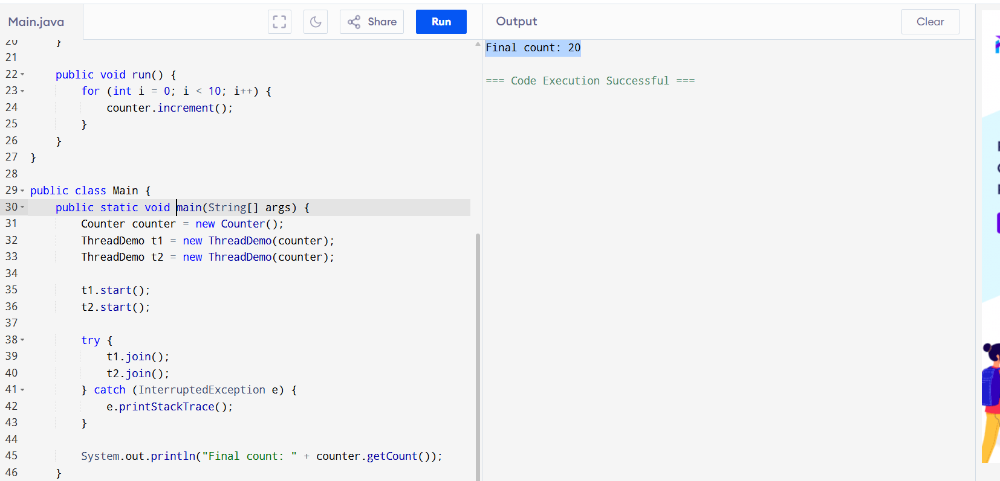 Main.java
Share
Run
Output
Clear
20 }
21
22 public void run() {
23 for (int i = 0; i < 10; i++) {
24 counter.increment();
25 }
26 }
27 }
28
29 public class Main {
30 public static void main(String[] args) {
31 Counter counter = new Counter();
32 ThreadDemo t1 = new ThreadDemo(counter);
33 ThreadDemo t2 = new ThreadDemo(counter);
34
35 t1.start();
36 t2.start();
37
38 try {
39 t1.join();
40 t2.join();
41 } catch (InterruptedException e) {
42 e.printStackTrace();
43 }
44
45 System.out.println("Final count: " + counter.getCount());
46 }
Final count: 20
=== Code Execution Successful ===